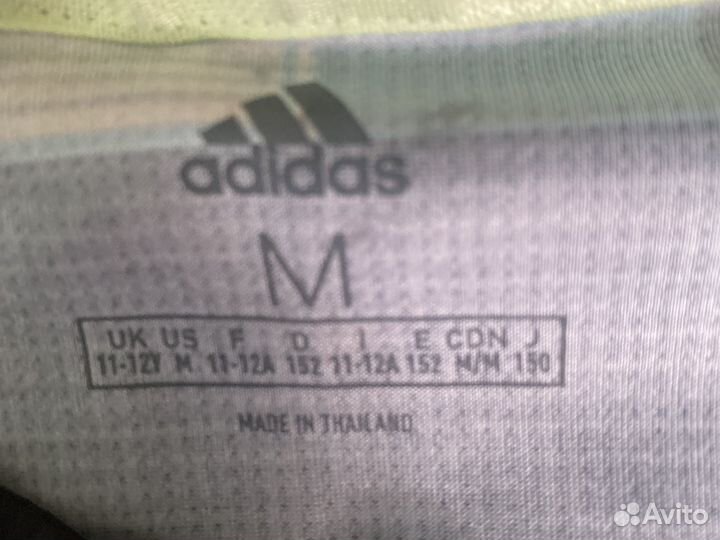 adidas
M
UK US F D I E CDN J
11-12Y M 11-12A 152 11-12A 152 M/M 150
MADE IN THAILAND
Avito